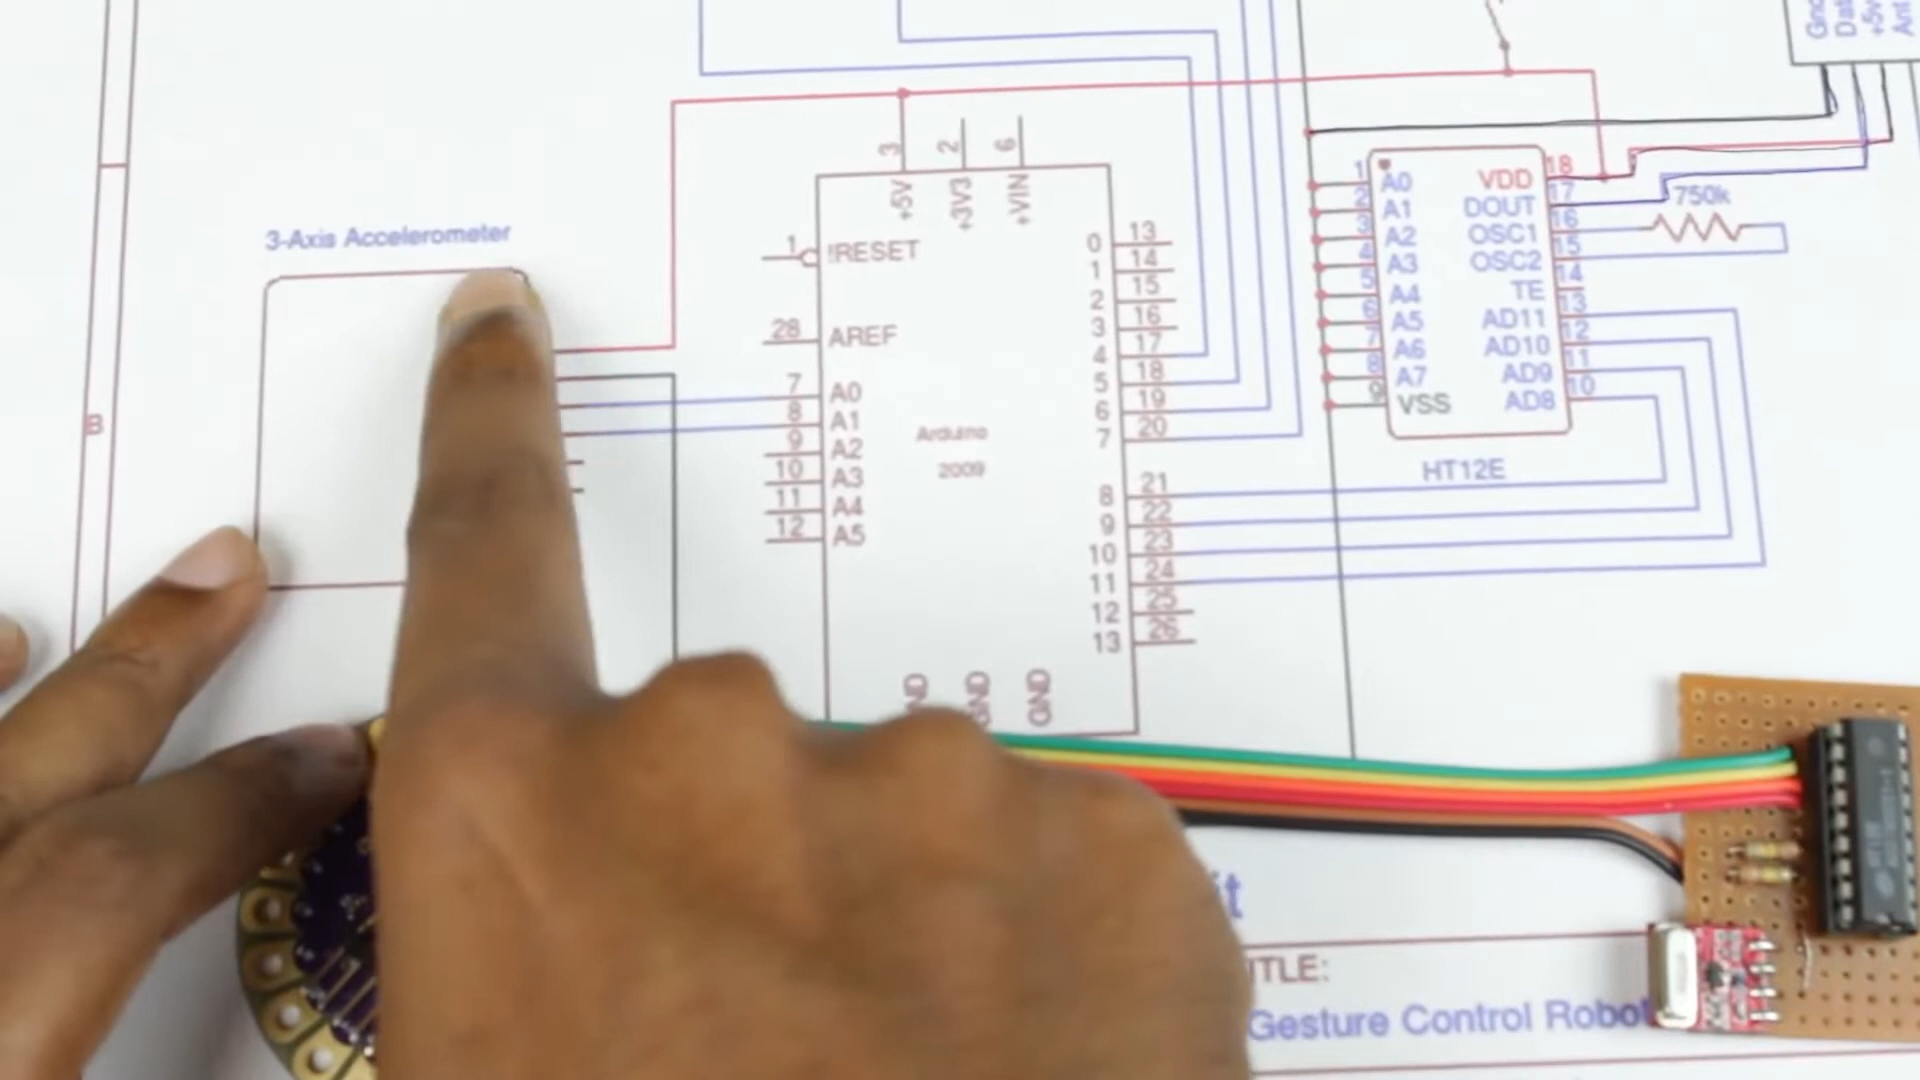 Gnd
+5v
3
2
6
+5V
+3V3
+VIN
3-Axis Accelerometer
1
!RESET
28
AREF
7
A0
8
A1
9
A2
10
A3
11
A4
12
A5
Arduino
2009
0
13
1
14
2
15
3
16
4
17
5
18
6
19
7
20
8
21
9
22
10
23
11
24
12
25
13
26
GND
B
1
A0
2
A1
3
A2
4
A3
5
A4
6
A5
7
A6
8
A7
9
VSS
VDD
18
DOUT
17
OSC1
16
OSC2
15
TE
14
AD11
13
AD10
12
AD9
11
AD8
10
750k
HT12E
Gesture Control Robot